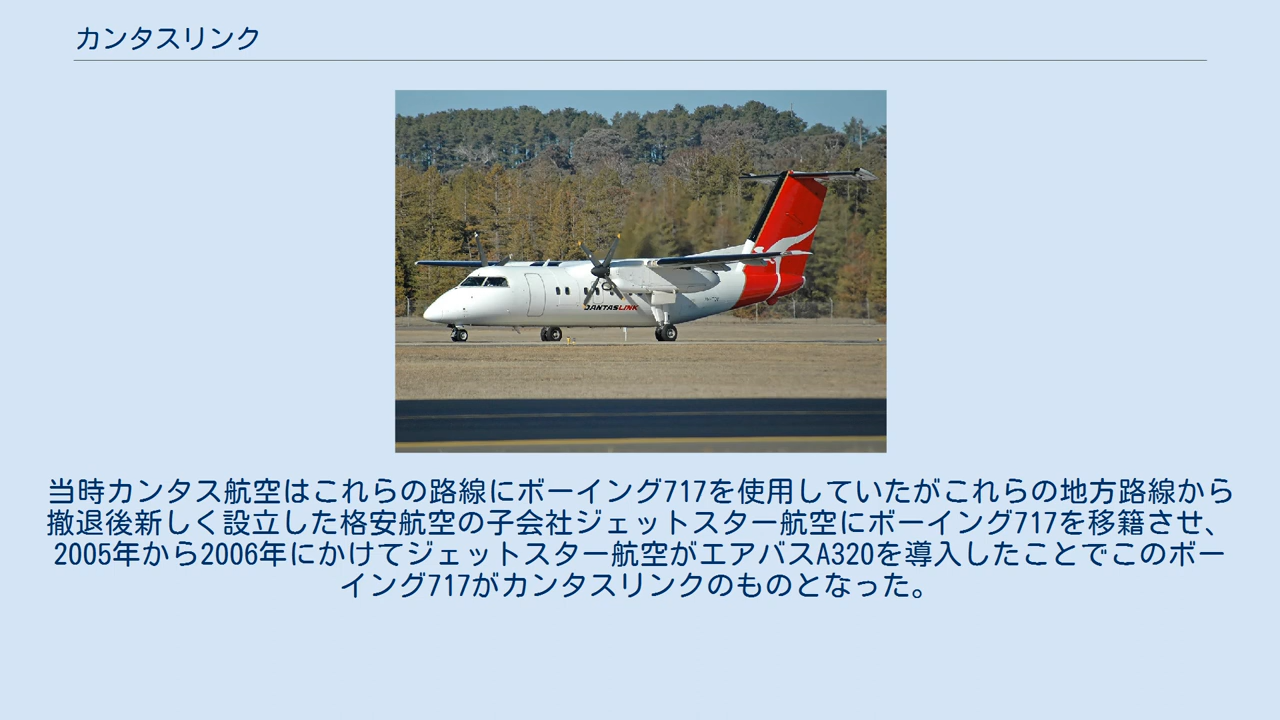 カンタスリンク
QANTASLINK
当時カンタス航空はこれらの路線にボーイング717を使用していたがこれらの地方路線から
撤退後新しく設立した格安航空の子会社ジェットスター航空にボーイング717を移籍させ、
2005年から2006年にかけてジェットスター航空がエアバスA320を導入したことでこのボー
イング717がカンタスリンクのものとなった。